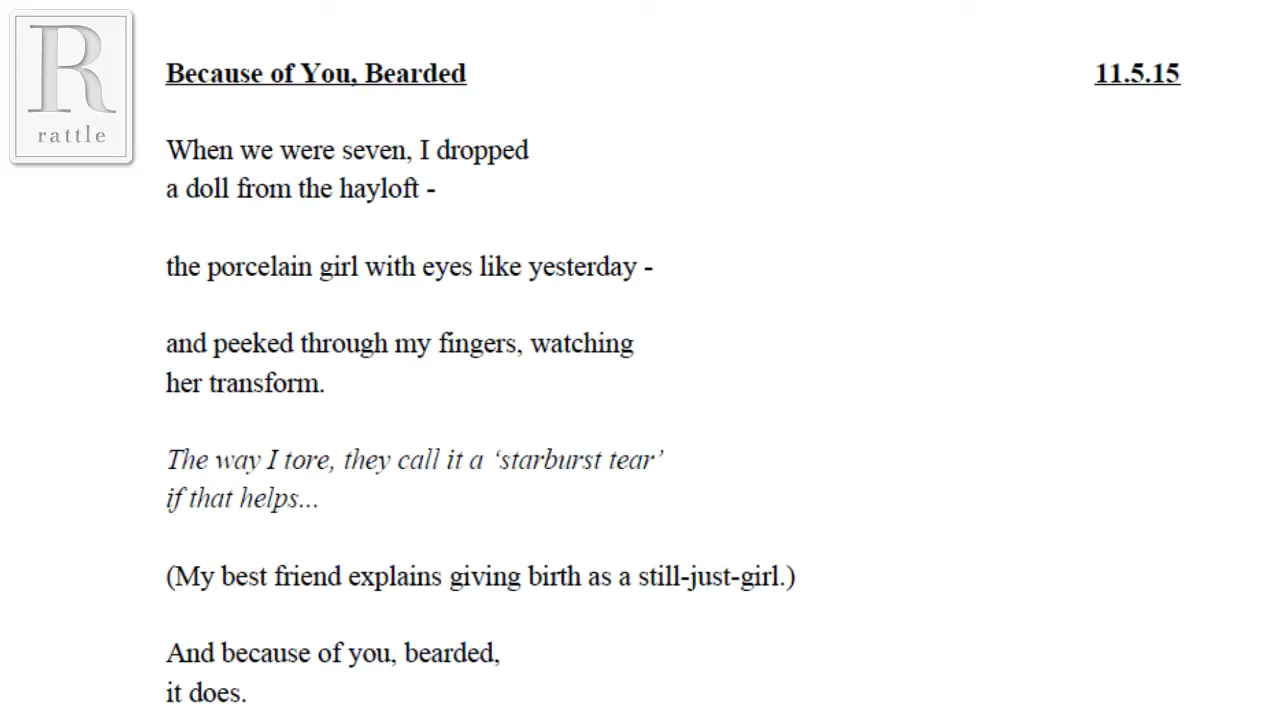 R
rattle
Because of You, Bearded 11.5.15
When we were seven, I dropped
a doll from the hayloft -
the porcelain girl with eyes like yesterday -
and peeked through my fingers, watching
her transform.
The way I tore, they call it a ‘starburst tear’
if that helps...
(My best friend explains giving birth as a still-just-girl.)
And because of you, bearded,
it does.